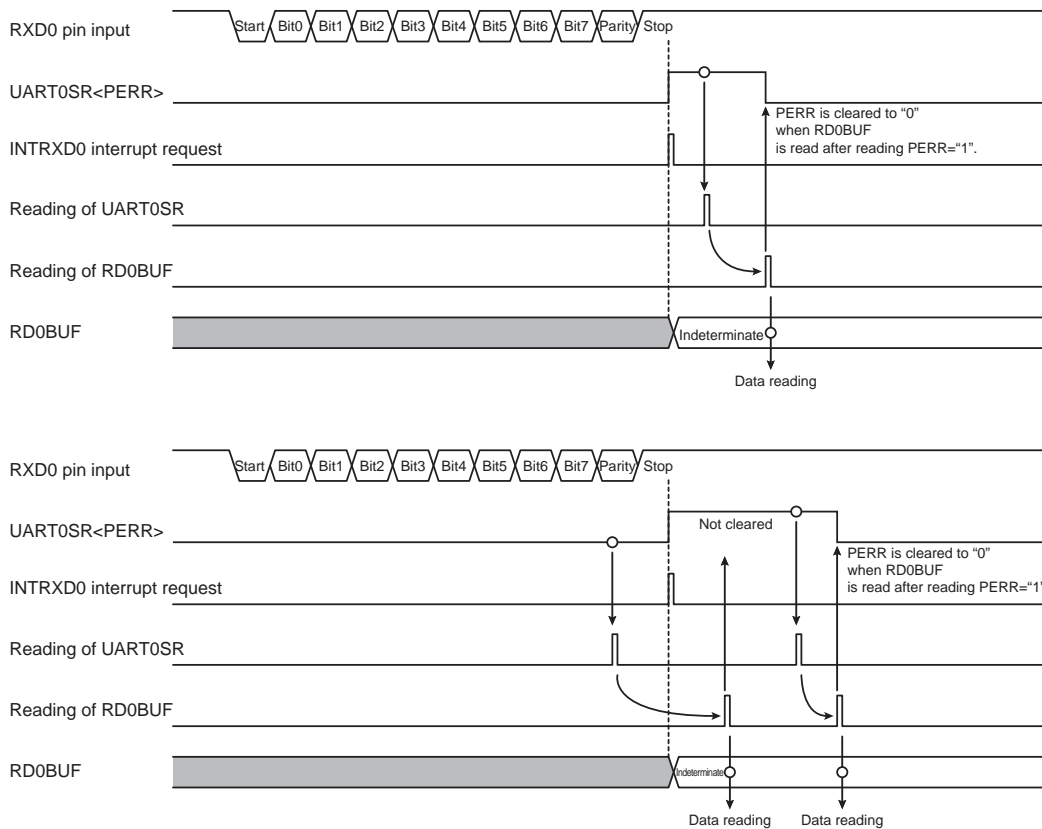 RXD0 pin input
Start Bit0 Bit1 Bit2 Bit3 Bit4 Bit5 Bit6 Bit7 Parity Stop
UART0SR<PERR>
PERR is cleared to “0”
when RD0BUF
is read after reading PERR=“1”.
INTRXD0 interrupt request
Reading of UART0SR
Reading of RD0BUF
RD0BUF
Indeterminate
Data reading
RXD0 pin input
Start Bit0 Bit1 Bit2 Bit3 Bit4 Bit5 Bit6 Bit7 Parity Stop
UART0SR<PERR>
Not cleared
PERR is cleared to “0”
when RD0BUF
is read after reading PERR=“1”
INTRXD0 interrupt request
Reading of UART0SR
Reading of RD0BUF
RD0BUF
Indeterminate
Data reading Data reading